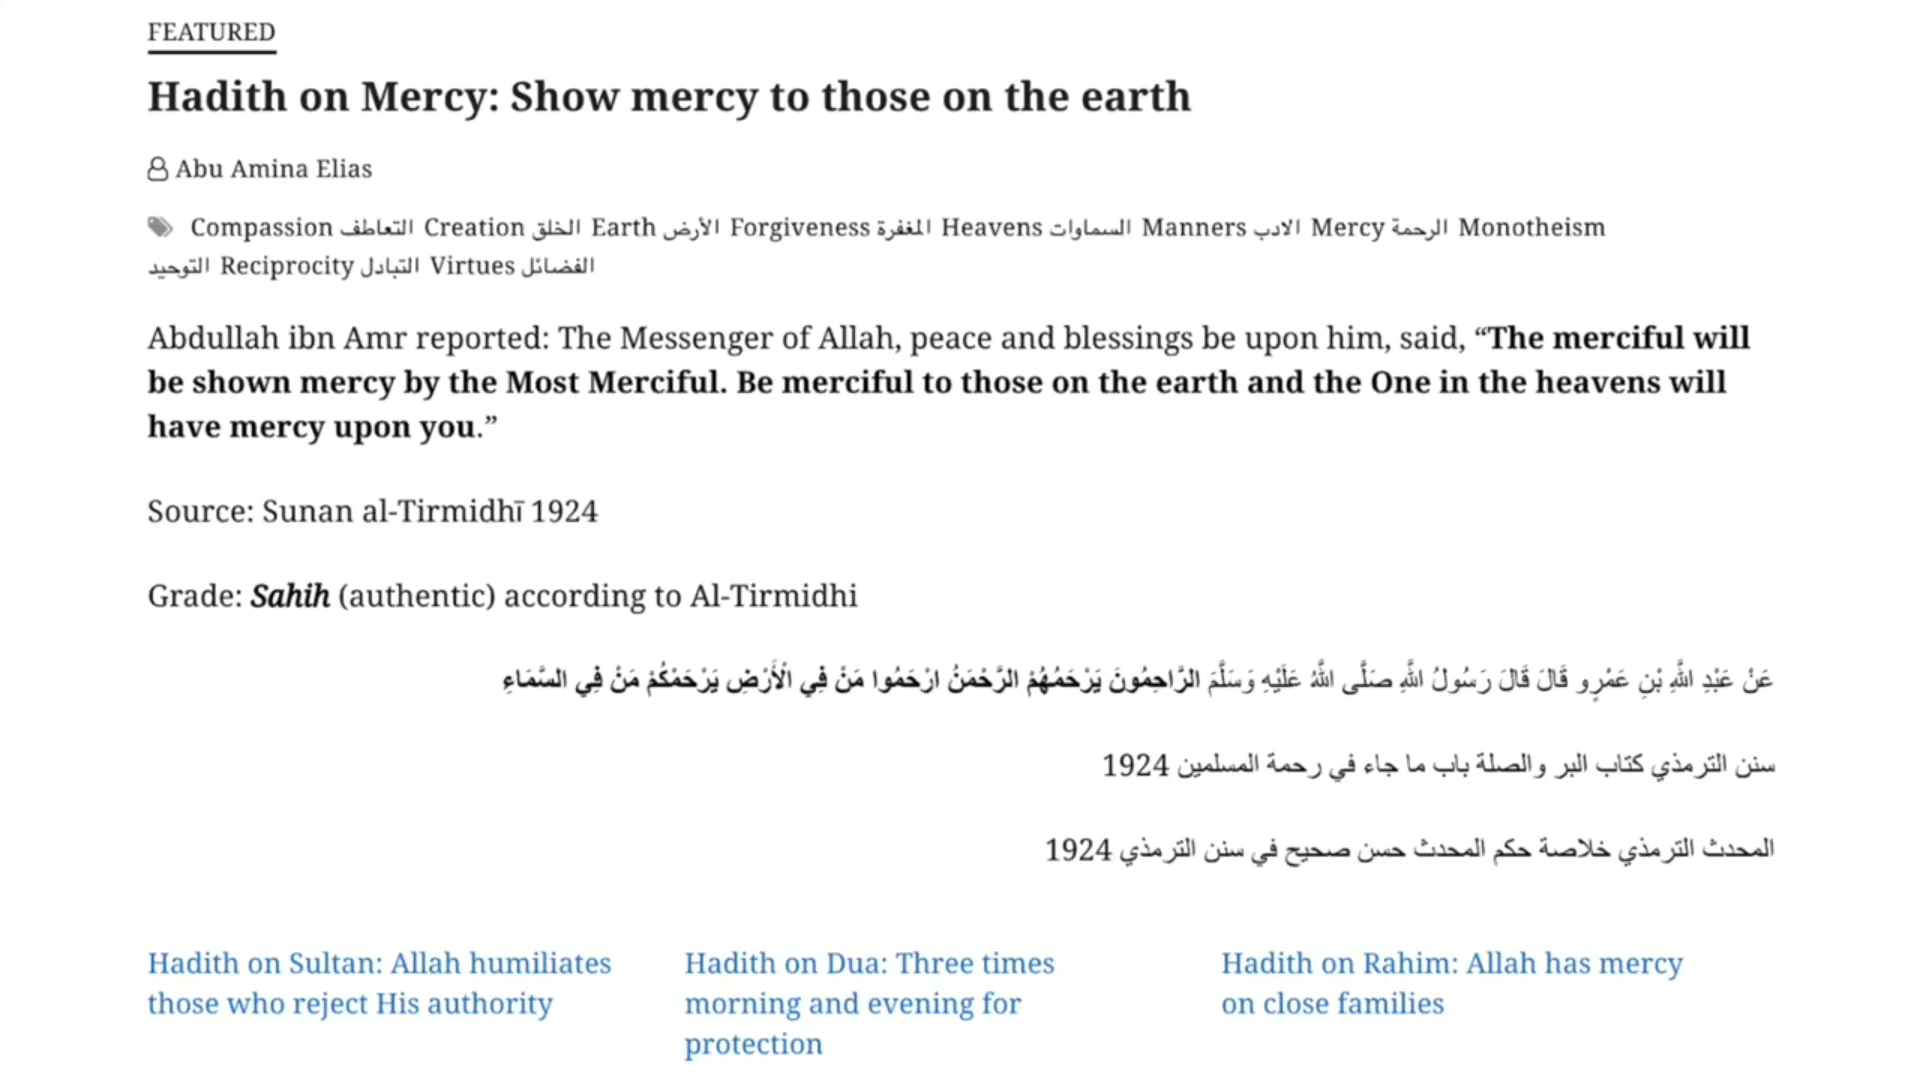 FEATURED
Hadith on Mercy: Show mercy to those on the earth
Abu Amina Elias
Compassion التعاطف Creation الخلق Earth الأرض Forgiveness المغفرة Heavens السماوات Manners الادب Mercy الرحمة Monotheism
التوحيد Reciprocity التبادل Virtues الفضائل
Abdullah ibn Amr reported: The Messenger of Allah, peace and blessings be upon him, said, “The merciful will
be shown mercy by the Most Merciful. Be merciful to those on the earth and the One in the heavens will
have mercy upon you.”
Source: Sunan al-Tirmidhī 1924
Grade: Sahih (authentic) according to Al-Tirmidhi
عَنْ عَبْدِ اللَّهِ بْنِ عَمْرٍو قَالَ قَالَ رَسُولُ اللَّهِ صَلَّى اللَّهُ عَلَيْهِ وَسَلَّمَ الرَّاحِمُونَ يَرْحَمُهُمْ الرَّحْمَنُ ارْحَمُوا مَنْ فِي الْأَرْضِ يَرْحَمْكُمْ مَنْ فِي السَّمَاءِ
1924 سنن الترمذي كتاب البر والصلة باب ما جاء في رحمة المسلمين
1924 المحدث الترمذي خلاصة حكم المحدث حسن صحيح في سنن الترمذي
Hadith on Sultan: Allah humiliates
those who reject His authority
Hadith on Dua: Three times
morning and evening for
protection
Hadith on Rahim: Allah has mercy
on close families